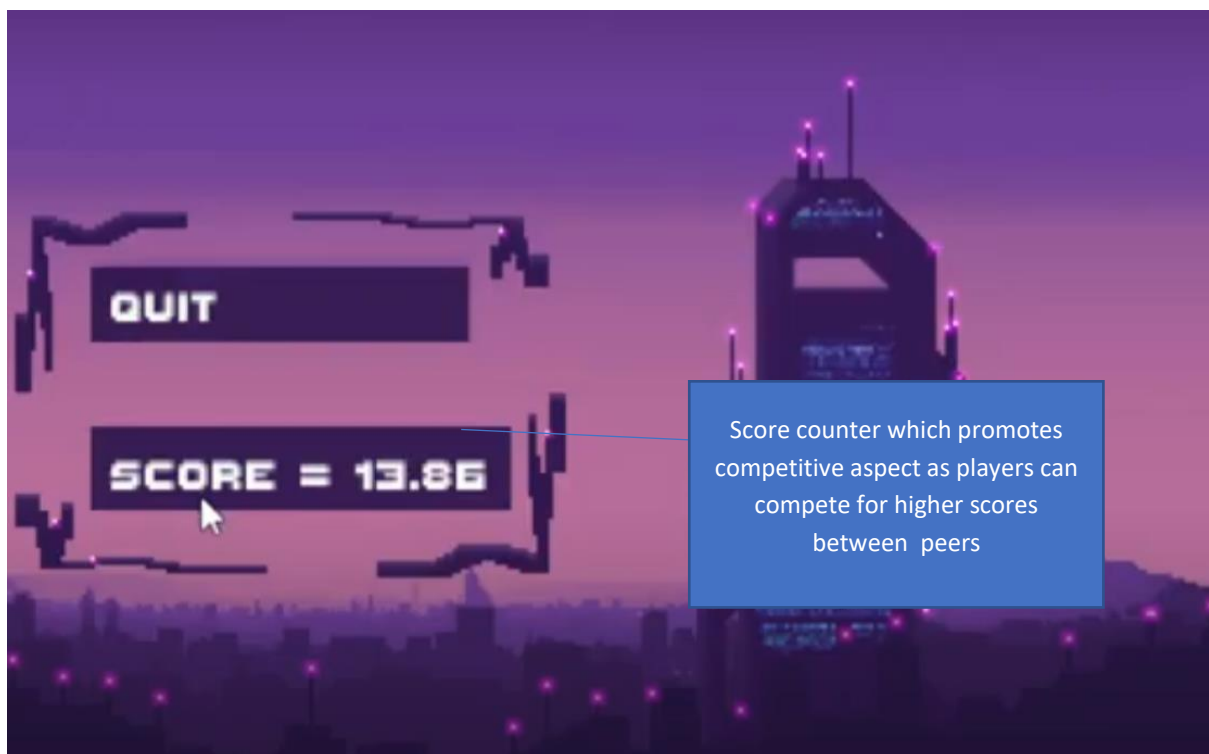 QUIT
SCORE = 13.86
Score counter which promotes
competitive aspect as players can
compete for higher scores
between peers